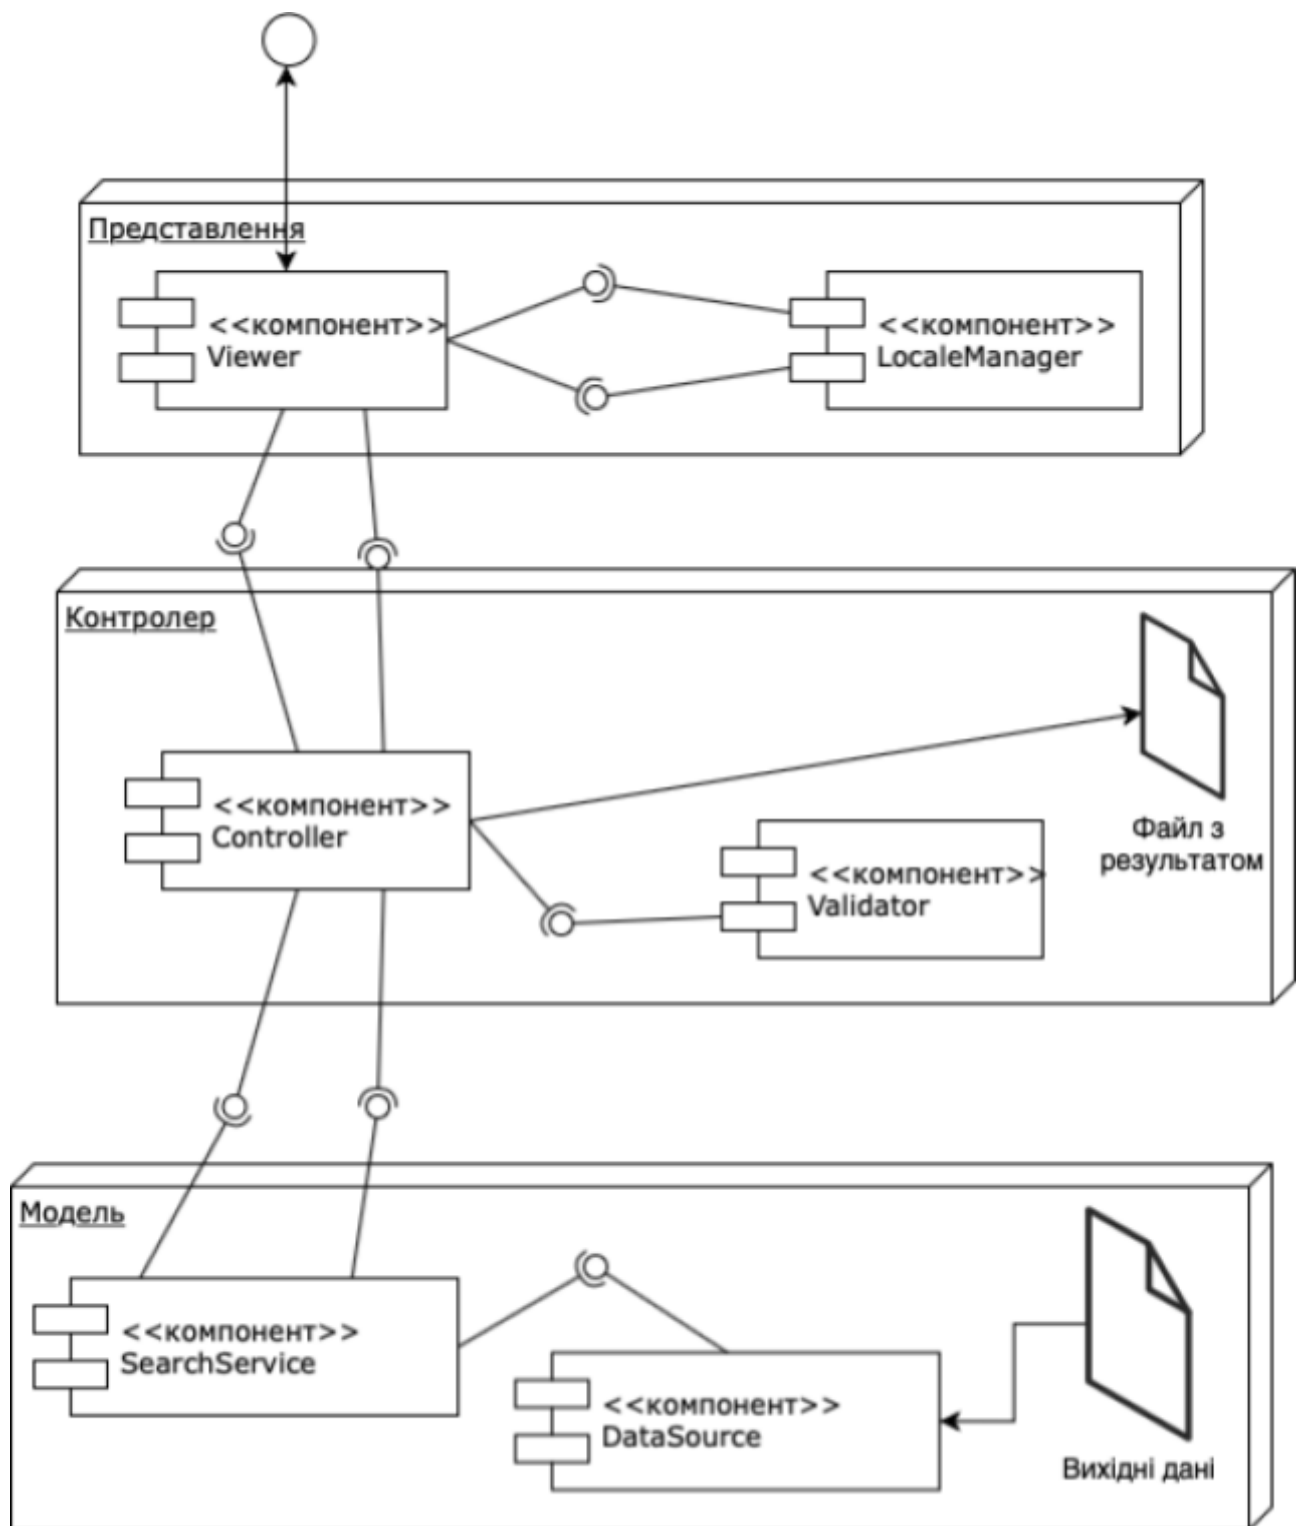 Представлення
<<компонент>>
Viewer
<<компонент>>
LocaleManager
Контролер
<<компонент>>
Controller
Файл з
результатом
<<компонент>>
Validator
Модель
<<компонент>>
SearchService
<<компонент>>
DataSource
Вихідні дані